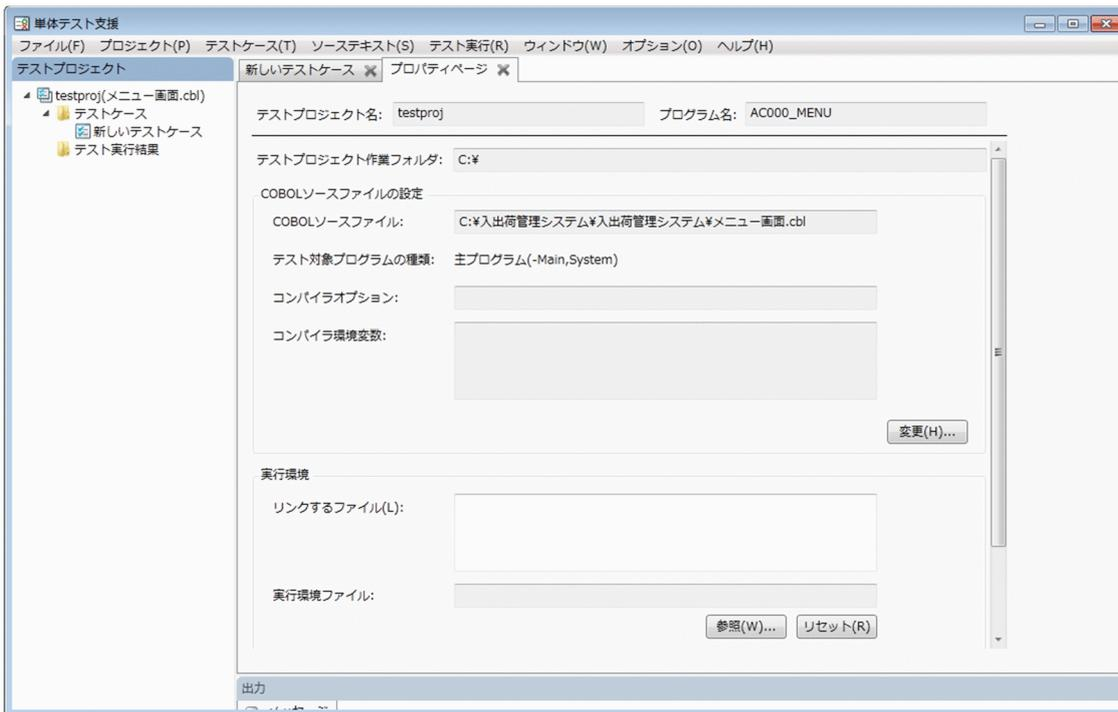 単体テスト支援
ファイル(F) プロジェクト(P) テストケース(T) ソーステキスト(S) テスト実行(R) ウィンドウ(W) オプション(O) ヘルプ(H)
テストプロジェクト
testproj(メニュー画面.cbl)
テストケース
新しいテストケース
テスト実行結果
新しいテストケース プロパティページ
テストプロジェクト名: testproj プログラム名: AC000_MENU
テストプロジェクト作業フォルダ: C:¥
COBOLソースファイルの設定
COBOLソースファイル: C:¥入出荷管理システム¥入出荷管理システム¥メニュー画面.cbl
テスト対象プログラムの種類: 主プログラム(-Main,System)
コンパイラオプション:
コンパイラ環境変数:
変更(H)...
実行環境
リンクするファイル(L):
実行環境ファイル:
参照(W)... リセット(R)
出力